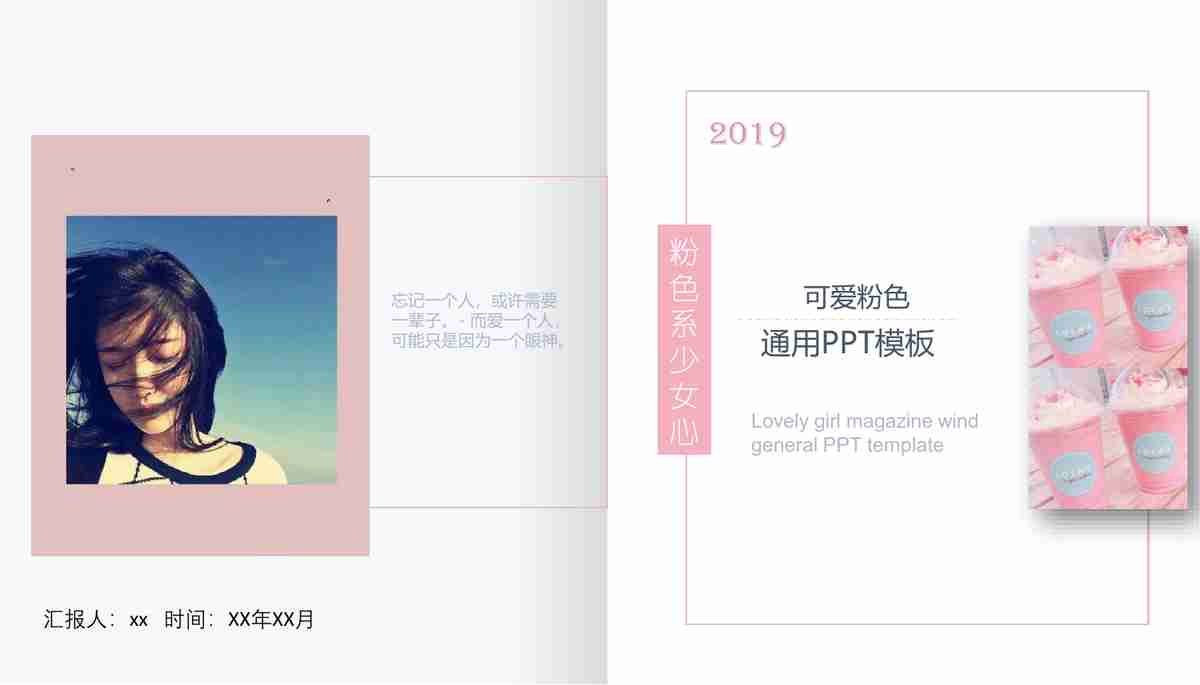 忘记一个人，或许需要
一辈子。- 而爱一个人，
可能只是因为一个眼神。
汇报人：xx 时间：XX年XX月
2019
粉色系少女心
可爱粉色
通用PPT模板
Lovely girl magazine wind
general PPT template